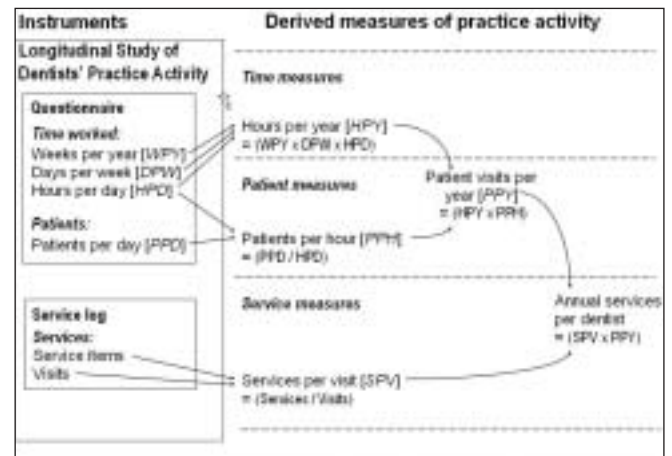 Instruments
Derived measures of practice activity
Longitudinal Study of
Dentists' Practice Activity
Questionnaire
Time worked:
Weeks per year [WPY]
Days per week [DPW]
Hours per day [HPD]
Patients:
Patients per day [PPD]
Service log
Services:
Service items
Visits
Time measures
Hours per year [HPY]
= (WPY x DPW x HPD)
Patient measures
Patients per hour [PPH]
= (PPD / HPD)
Patient visits per
year [PPY]
= (HPY x PPH)
Service measures
Services per visit [SPV]
= (Services / Visits)
Annual services
per dentist
= (SPV x PPY)